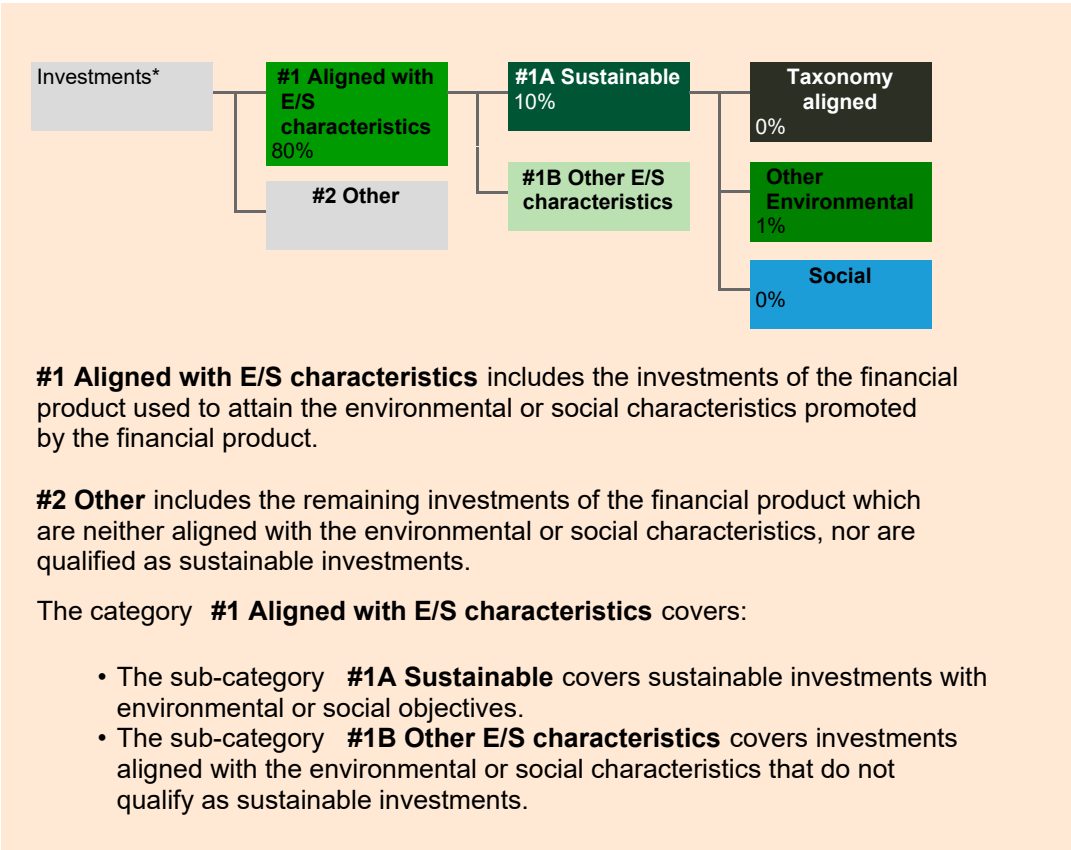 Investments*
#1 Aligned with
E/S
characteristics
80%
#2 Other
#1A Sustainable
10%
#1B Other E/S
characteristics
Taxonomy
aligned
0%
Other
Environmental
1%
Social
0%
#1 Aligned with E/S characteristics includes the investments of the financial
product used to attain the environmental or social characteristics promoted
by the financial product.
#2 Other includes the remaining investments of the financial product which
are neither aligned with the environmental or social characteristics, nor are
qualified as sustainable investments.
The category #1 Aligned with E/S characteristics covers:
• The sub-category #1A Sustainable covers sustainable investments with
environmental or social objectives.
• The sub-category #1B Other E/S characteristics covers investments
aligned with the environmental or social characteristics that do not
qualify as sustainable investments.